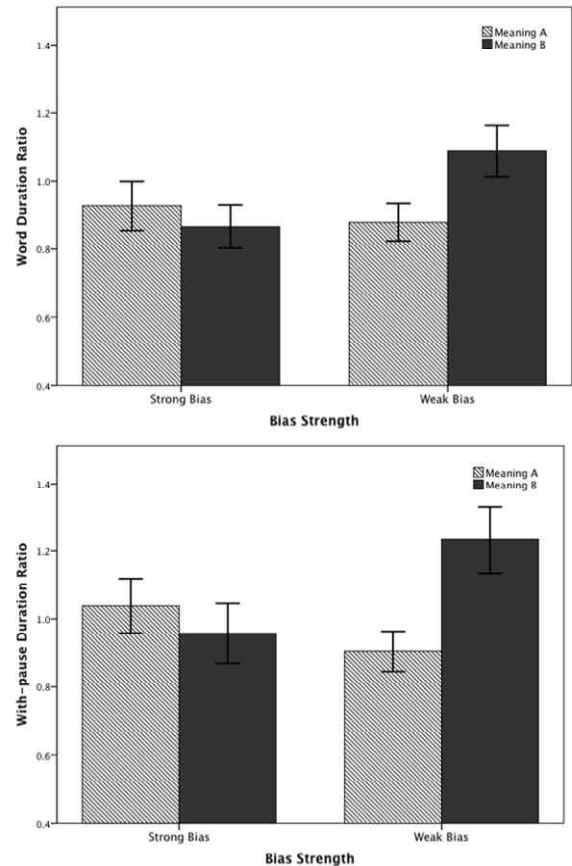 1.4
1.2
1.0
0.8
0.6
0.4
Word Duration Ratio
Meaning A
Meaning B
Strong Bias
Weak Bias
Bias Strength
1.4
1.2
1.0
0.8
0.6
0.4
With-pause Duration Ratio
Meaning A
Meaning B
Strong Bias
Weak Bias
Bias Strength